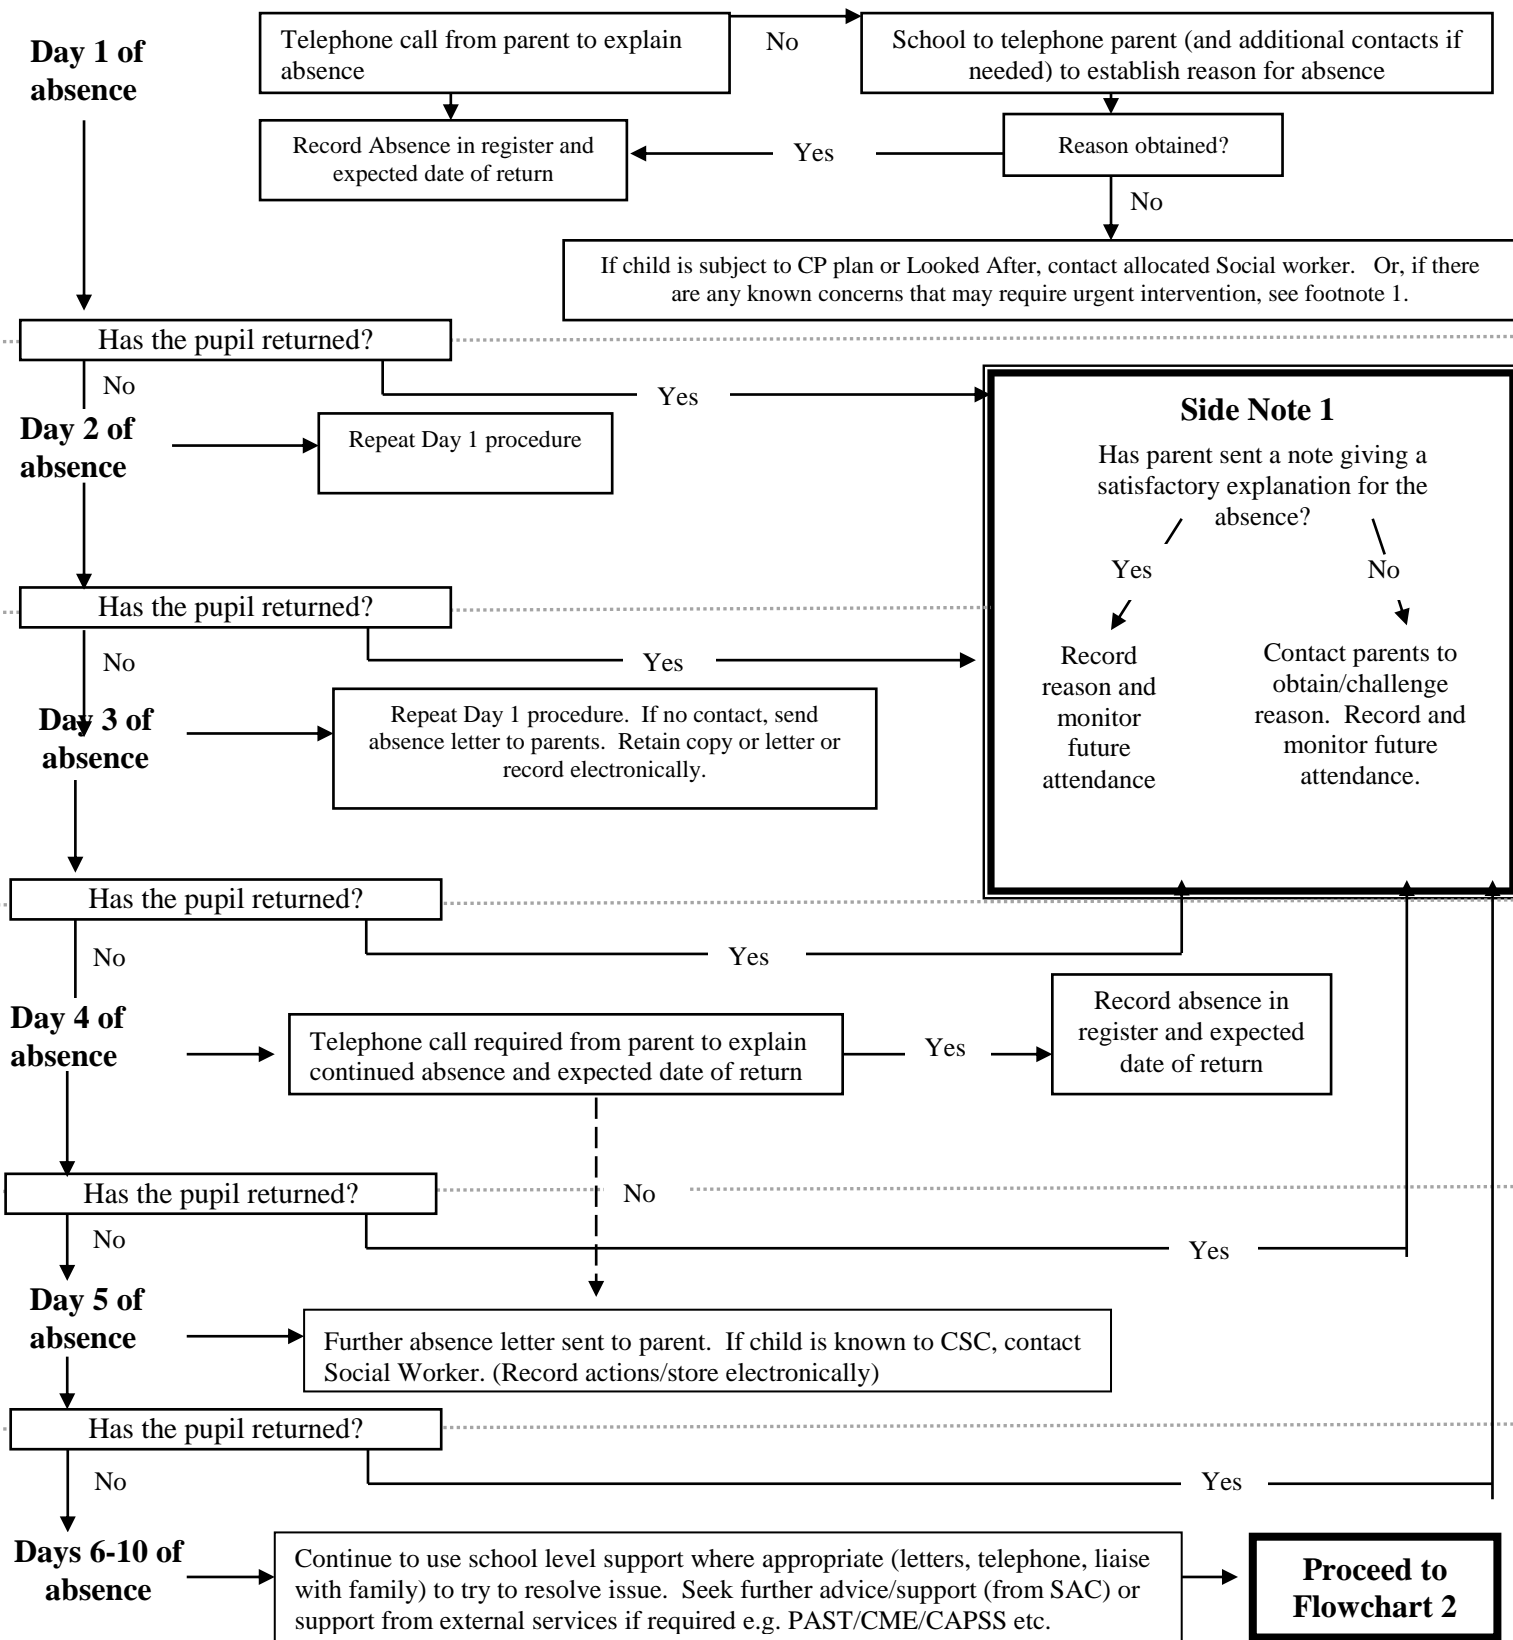 Day 1 of
absence
Telephone call from parent to explain
absence
No
School to telephone parent (and additional contacts if
needed) to establish reason for absence
Record Absence in register and
expected date of return
Yes
Reason obtained?
No
If child is subject to CP plan or Looked After, contact allocated Social worker.   Or, if there
are any known concerns that may require urgent intervention, see footnote 1.
Has the pupil returned?
No
Yes
Day 2 of
absence
Repeat Day 1 procedure
Side Note 1
Has parent sent a note giving a
satisfactory explanation for the
absence?
Yes
No
Record
reason and
monitor
future
attendance
Contact parents to
obtain/challenge
reason.  Record and
monitor future
attendance.
Has the pupil returned?
No
Yes
Day 3 of
absence
Repeat Day 1 procedure.  If no contact, send
absence letter to parents.  Retain copy or letter or
record electronically.
Has the pupil returned?
No
Yes
Day 4 of
absence
Telephone call required from parent to explain
continued absence and expected date of return
Yes
Record absence in
register and expected
date of return
Has the pupil returned?
No
No
Yes
Day 5 of
absence
Further absence letter sent to parent.  If child is known to CSC, contact
Social Worker. (Record actions/store electronically)
Has the pupil returned?
No
Yes
Days 6-10 of
absence
Continue to use school level support where appropriate (letters, telephone, liaise
with family) to try to resolve issue.  Seek further advice/support (from SAC) or
support from external services if required e.g. PAST/CME/CAPSS etc.
Proceed to
Flowchart 2